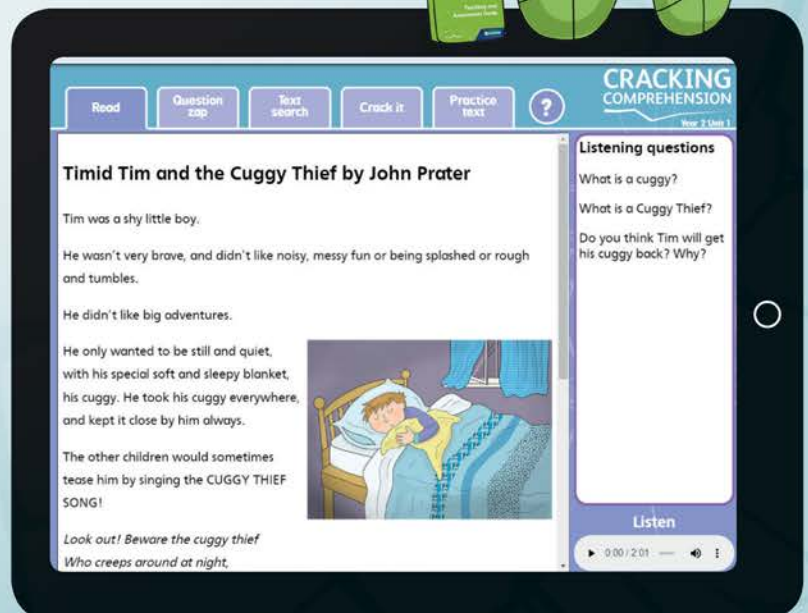 Teaching and
Assessment Guide
Read
Question
zap
Text
search
Crack it
Practice
text
?
CRACKING
COMPREHENSION
Year 2 Unit 1
Timid Tim and the Cuggy Thief by John Prater
Tim was a shy little boy.
He wasn't very brave, and didn't like noisy, messy fun or being splashed or rough
and tumbles.
He didn't like big adventures.
He only wanted to be still and quiet,
with his special soft and sleepy blanket,
his cuggy. He took his cuggy everywhere,
and kept it close by him always.
The other children would sometimes
tease him by singing the CUGGY THIEF
SONG!
Look out! Beware the cuggy thief
Who creeps around at night,
Listening questions
What is a cuggy?
What is a Cuggy Thief?
Do you think Tim will get
his cuggy back? Why?
Listen
0:00 / 2:01